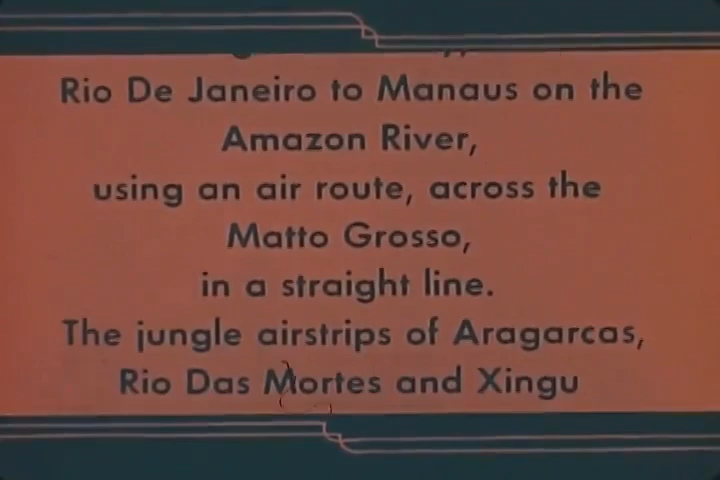 Rio De Janeiro to Manaus on the
Amazon River,
using an air route, across the
Matto Grosso,
in a straight line.
The jungle airstrips of Aragarcas,
Rio Das Mortes and Xingu